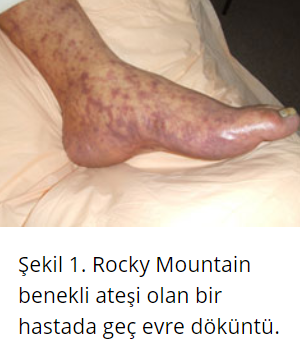 Şekil 1. Rocky Mountain
benekli ateşi olan bir
hastada geç evre döküntü.